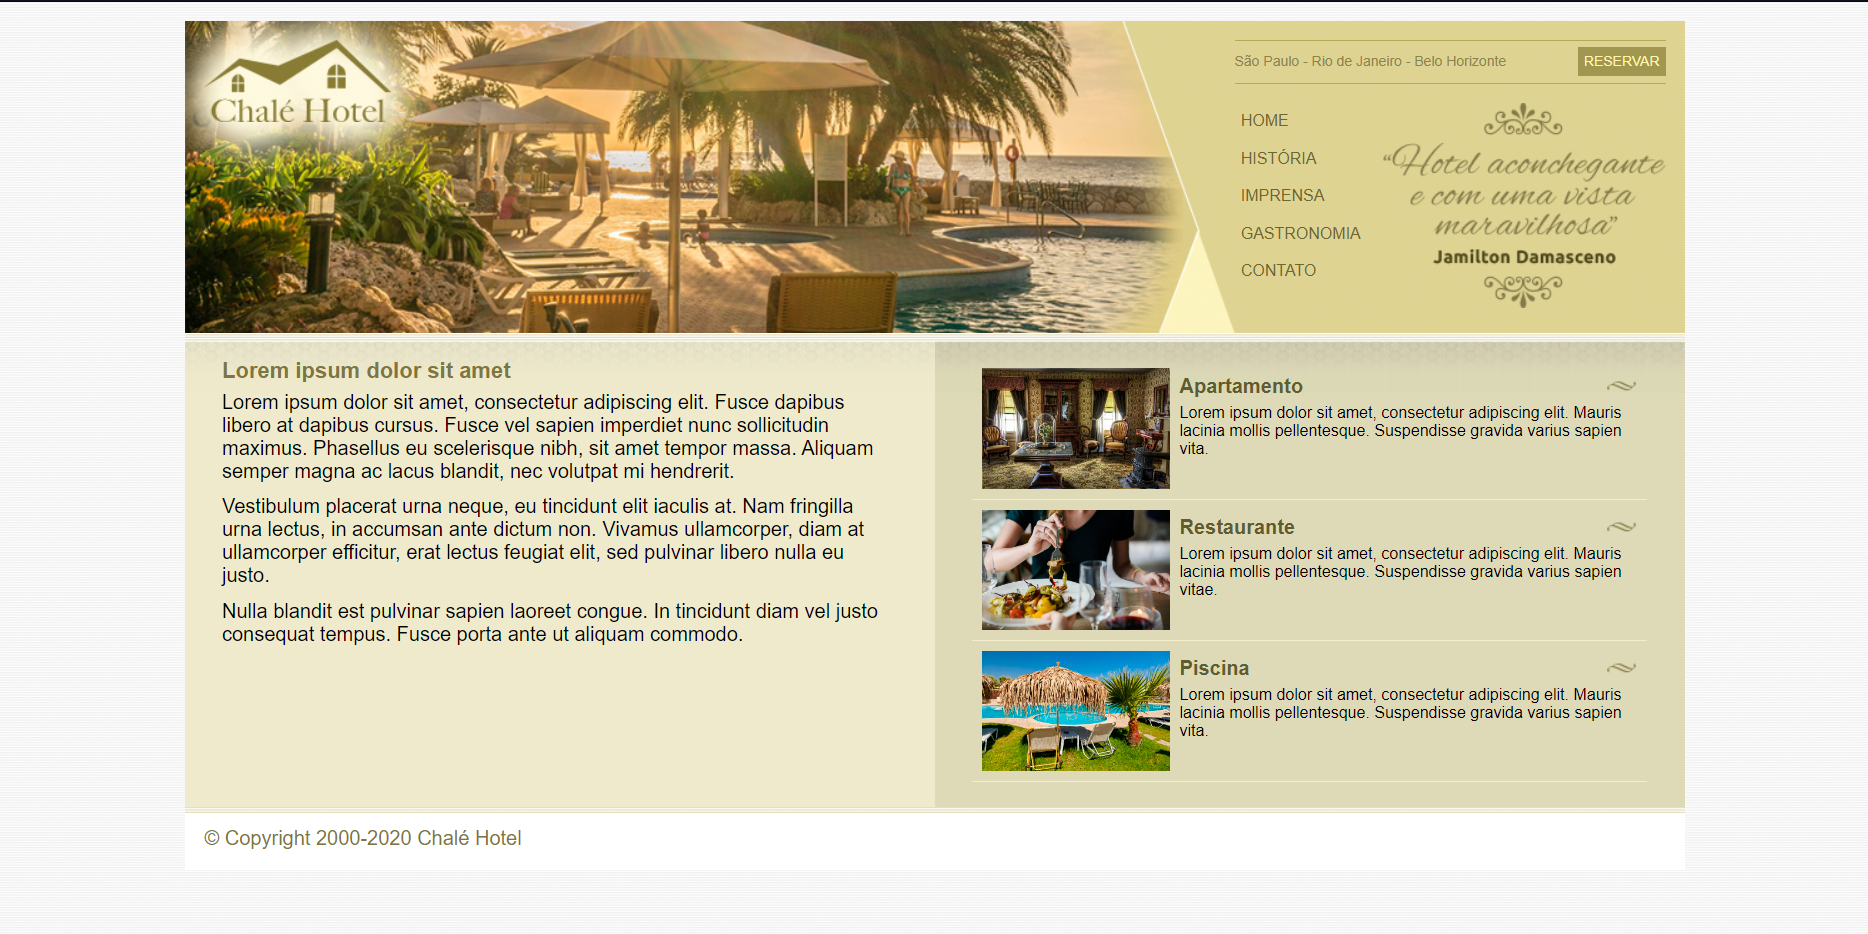 Chalé Hotel
São Paulo - Rio de Janeiro - Belo Horizonte
RESERVAR
HOME
HISTÓRIA
IMPRENSA
GASTRONOMIA
CONTATO
“Hotel aconchegante
e com uma vista
maravilhosa”
Jamilton Damasceno
Lorem ipsum dolor sit amet
Lorem ipsum dolor sit amet, consectetur adipiscing elit. Fusce dapibus
libero at dapibus cursus. Fusce vel sapien imperdiet nunc sollicitudin
maximus. Phasellus eu scelerisque nibh, sit amet tempor massa. Aliquam
semper magna ac lacus blandit, nec volutpat mi hendrerit.
Vestibulum placerat urna neque, eu tincidunt elit iaculis at. Nam fringilla
urna lectus, in accumsan ante dictum non. Vivamus ullamcorper, diam at
ullamcorper efficitur, erat lectus feugiat elit, sed pulvinar libero nulla eu
justo.
Nulla blandit est pulvinar sapien laoreet congue. In tincidunt diam vel justo
consequat tempus. Fusce porta ante ut aliquam commodo.
Apartamento
Lorem ipsum dolor sit amet, consectetur adipiscing elit. Mauris
lacinia mollis pellentesque. Suspendisse gravida varius sapien
vita.
Restaurante
Lorem ipsum dolor sit amet, consectetur adipiscing elit. Mauris
lacinia mollis pellentesque. Suspendisse gravida varius sapien
vitae.
Piscina
Lorem ipsum dolor sit amet, consectetur adipiscing elit. Mauris
lacinia mollis pellentesque. Suspendisse gravida varius sapien
vita.
© Copyright 2000-2020 Chalé Hotel